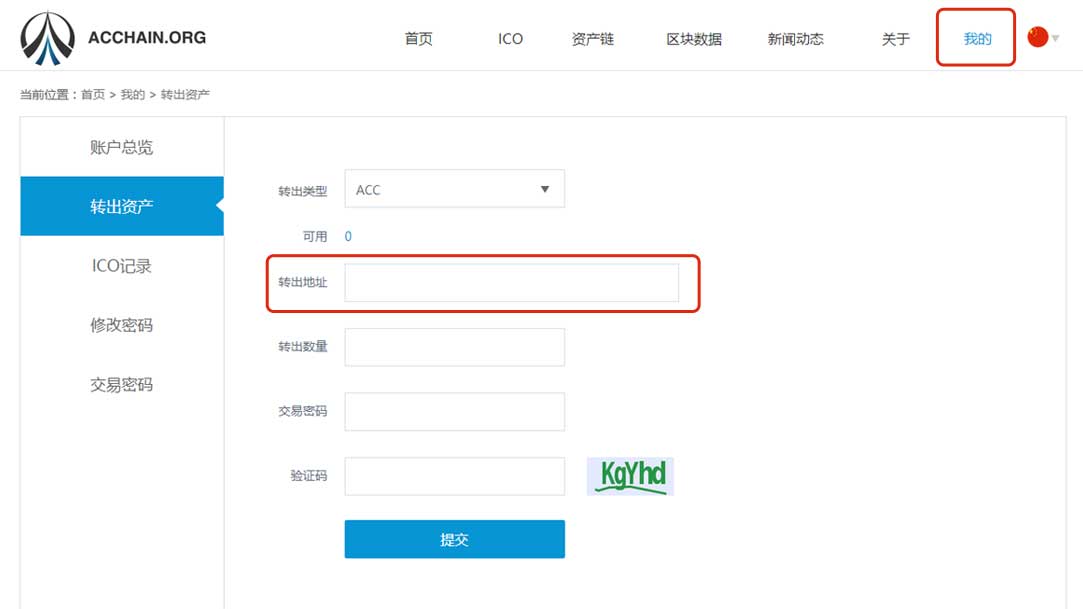 ACCHAIN.ORG
首页 ICO 资产链 区块数据 新闻动态 关于 我的
当前位置：首页 > 我的 > 转出资产
账户总览
转出资产
ICO记录
修改密码
交易密码
转出类型 ACC
可用 0
转出地址
转出数量
交易密码
验证码 KgYhd
提交